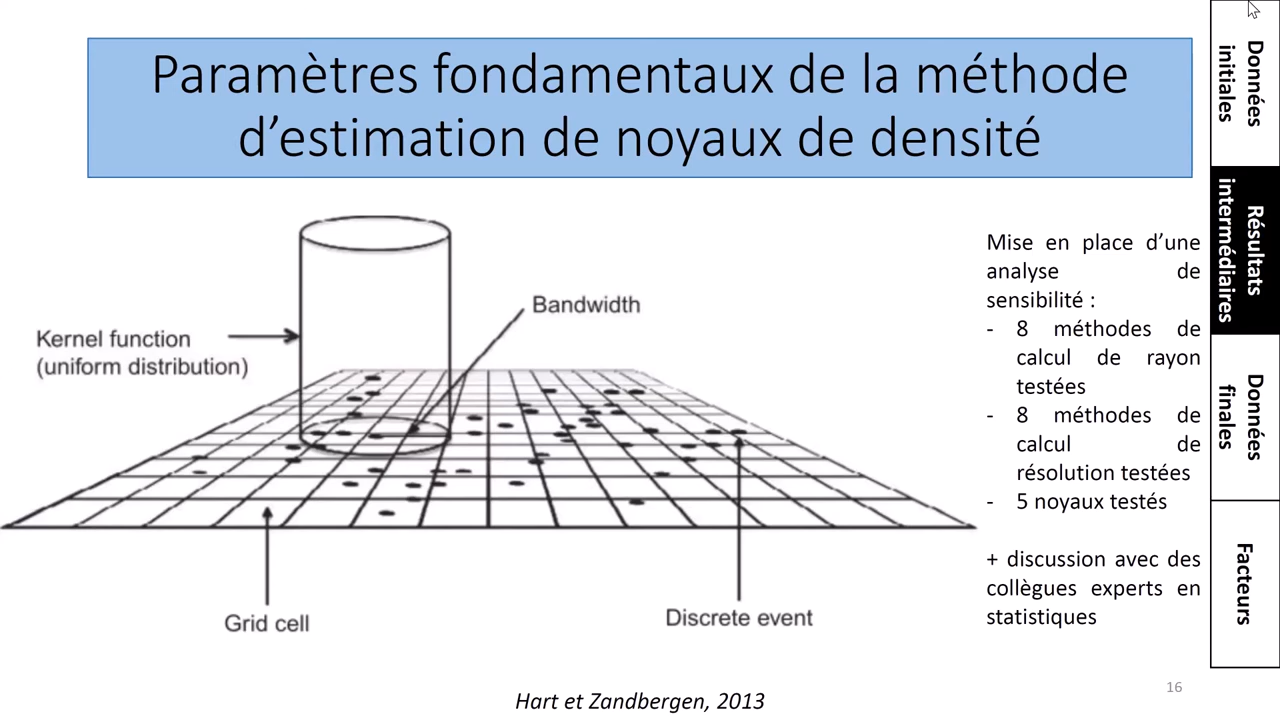 Paramètres fondamentaux de la méthode
d’estimation de noyaux de densité
Kernel function
(uniform distribution)
Bandwidth
Grid cell
Discrete event
Mise en place d’une
analyse de
sensibilité :
- 8 méthodes de
calcul de rayon
testées
- 8 méthodes de
calcul de
résolution testées
- 5 noyaux testés
+ discussion avec des
collègues experts en
statistiques
Hart et Zandbergen, 2013
16
Données
initiales
Résultats
intermédiaires
Données
finales
Facteurs